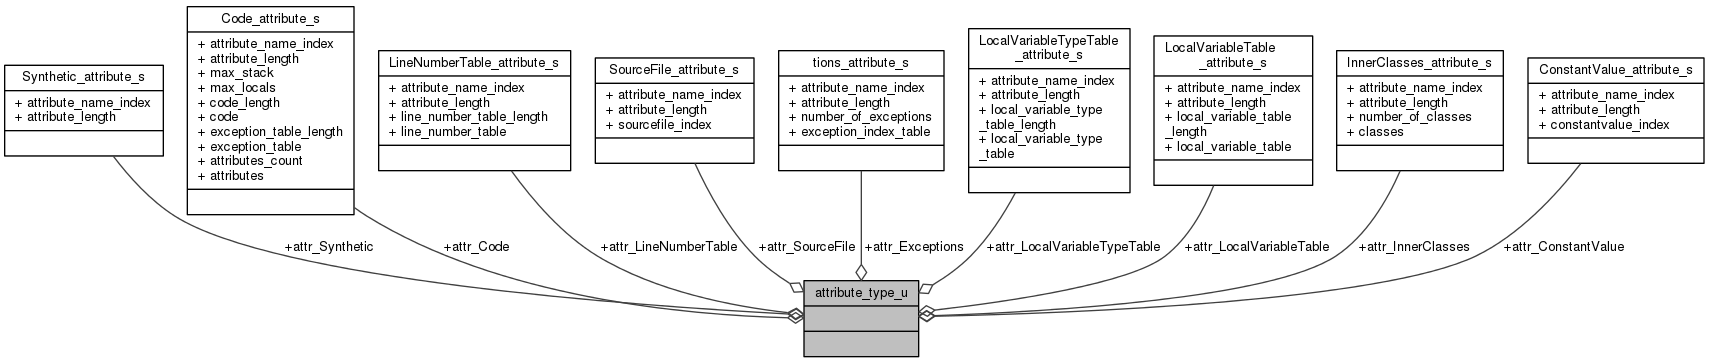 Synthetic_attribute_s
+ attribute_name_index
+ attribute_length
Code_attribute_s
+ attribute_name_index
+ attribute_length
+ max_stack
+ max_locals
+ code_length
+ code
+ exception_table_length
+ exception_table
+ attributes_count
+ attributes
LineNumberTable_attribute_s
+ attribute_name_index
+ attribute_length
+ line_number_table_length
+ line_number_table
SourceFile_attribute_s
+ attribute_name_index
+ attribute_length
+ sourcefile_index
tions_attribute_s
+ attribute_name_index
+ attribute_length
+ number_of_exceptions
+ exception_index_table
LocalVariableTypeTable
_attribute_s
+ attribute_name_index
+ attribute_length
+ local_variable_type
_table_length
+ local_variable_type
_table
LocalVariableTable
_attribute_s
+ attribute_name_index
+ attribute_length
+ local_variable_table
_length
+ local_variable_table
InnerClasses_attribute_s
+ attribute_name_index
+ attribute_length
+ number_of_classes
+ classes
ConstantValue_attribute_s
+ attribute_name_index
+ attribute_length
+ constantvalue_index
+attr_Synthetic
+attr_Code
+attr_LineNumberTable
+attr_SourceFile
+attr_Exceptions
+attr_LocalVariableTypeTable
+attr_LocalVariableTable
+attr_InnerClasses
+attr_ConstantValue
attribute_type_u